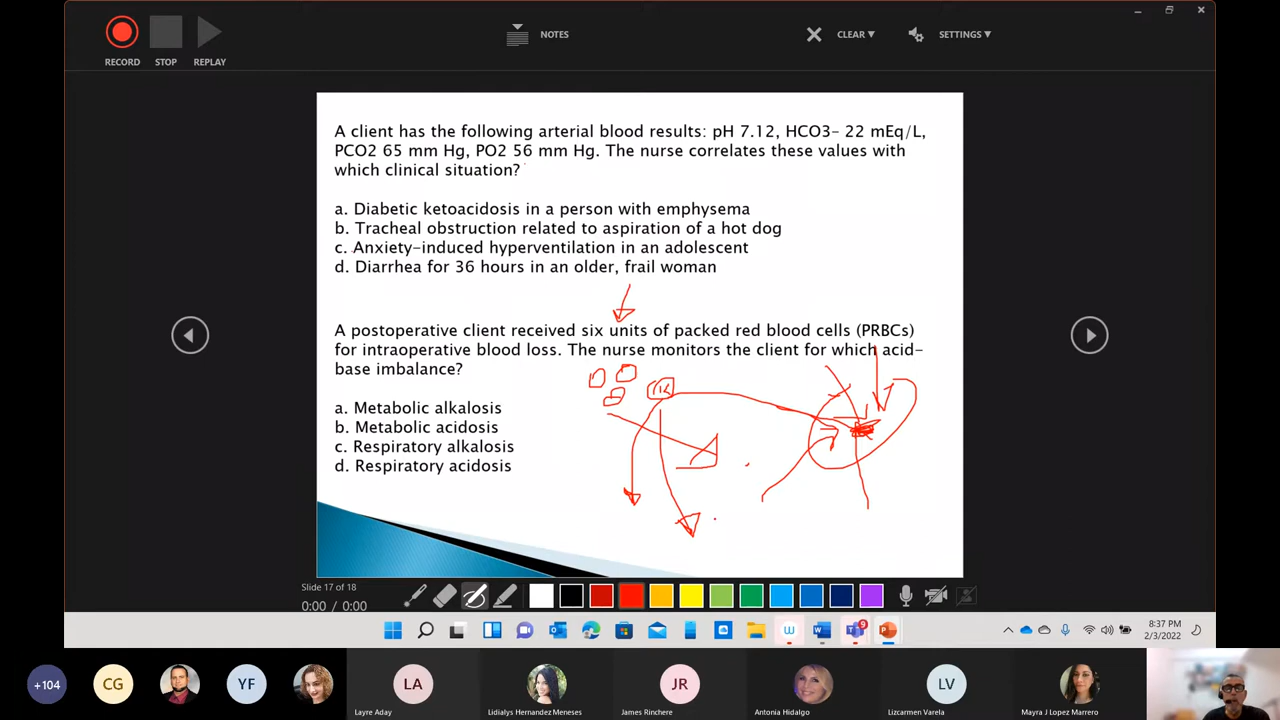 RECORD
STOP
REPLAY
NOTES
CLEAR
SETTINGS
A client has the following arterial blood results: pH 7.12, HCO3- 22 mEq/L,
PCO2 65 mm Hg, PO2 56 mm Hg. The nurse correlates these values with
which clinical situation?
a. Diabetic ketoacidosis in a person with emphysema
b. Tracheal obstruction related to aspiration of a hot dog
c. Anxiety-induced hyperventilation in an adolescent
d. Diarrhea for 36 hours in an older, frail woman
A postoperative client received six units of packed red blood cells (PRBCs)
for intraoperative blood loss. The nurse monitors the client for which acid-
base imbalance?
a. Metabolic alkalosis
b. Metabolic acidosis
c. Respiratory alkalosis
d. Respiratory acidosis
Slide 17 of 18
0:00 / 0:00
9
8:37 PM
2/3/2022
+104
CG
YF
LA
JR
LV
Layre Aday
Lidialys Hernandez Meneses
James Rinchere
Antonia Hidalgo
Lizcarmen Varela
Mayra J Lopez Marrero